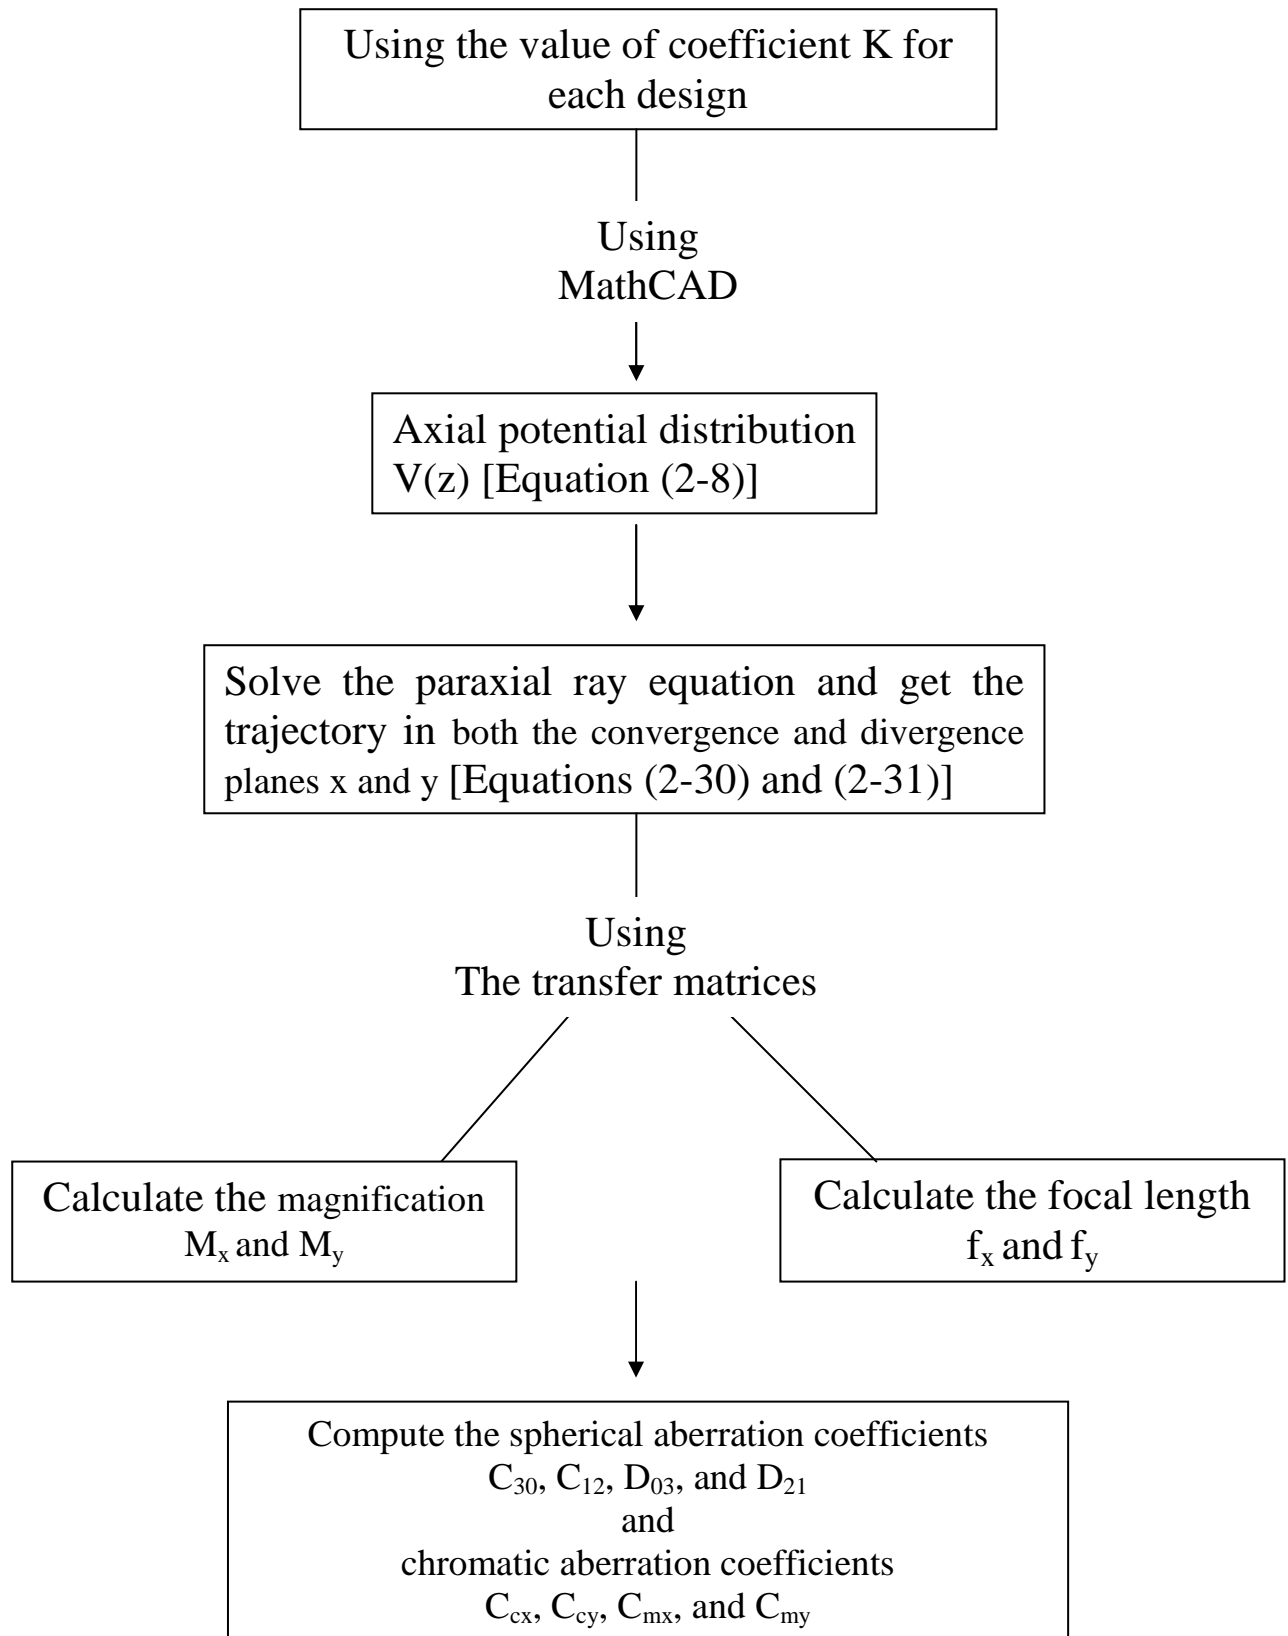 Using the value of coefficient K for
each design
Using
MathCAD
Axial potential distribution
V(z) [Equation (2-8)]
Solve the paraxial ray equation and get the
trajectory in both the convergence and divergence
planes x and y [Equations (2-30) and (2-31)]
Using
The transfer matrices
Calculate the magnification
Mx and My
Calculate the focal length
fx and fy
Compute the spherical aberration coefficients
C30, C12, D03, and D21
and
chromatic aberration coefficients
Ccx, Ccy, Cmx, and Cmy